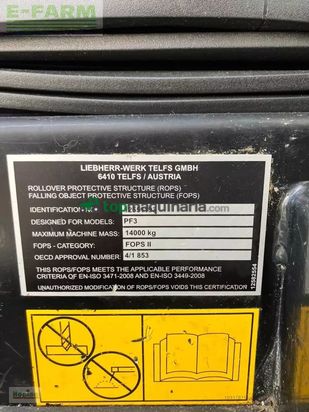 E-FARM
LIEBHERR-WERK TELFS GMBH
6410 TELFS / AUSTRIA
ROLLOVER PROTECTIVE STRUCTURE (ROPS)
FALLING OBJECT PROTECTIVE STRUCTURE (FOPS)
topmaquinaria.com
DESIGNED FOR MODELS: PF3
MAXIMUM MACHINE MASS: 14000 kg
FOPS - CATEGORY: FOPS II
OECD APPROVAL NUMBER: 4/1 853
THIS ROPS/FOPS MEETS THE APPLICABLE PERFORMANCE
CRITERIA OF EN-ISO 3471-2008 AND EN-ISO 3449-2008
UNAUTHORIZED MODIFICATION OF ROPS/FOPS VOIDS THIS CERTIFICATION